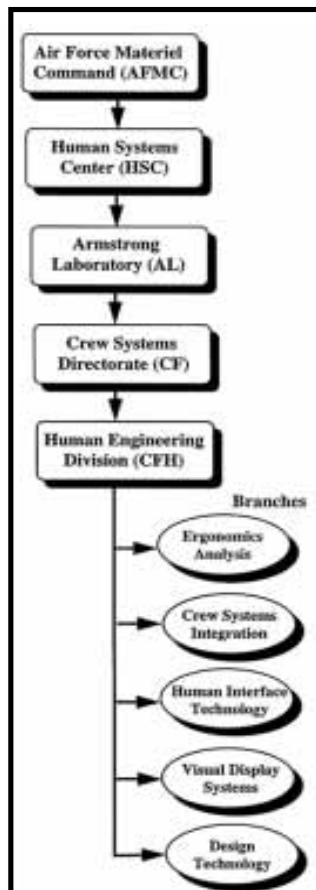 Air Force Materiel
Command (AFMC)
Human Systems
Center (HSC)
Armstrong
Laboratory (AL)
Crew Systems
Directorate (CF)
Human Engineering
Division (CFH)
Branches
Ergonomics
Analysis
Crew Systems
Integration
Human Interface
Technology
Visual Display
Systems
Design
Technology